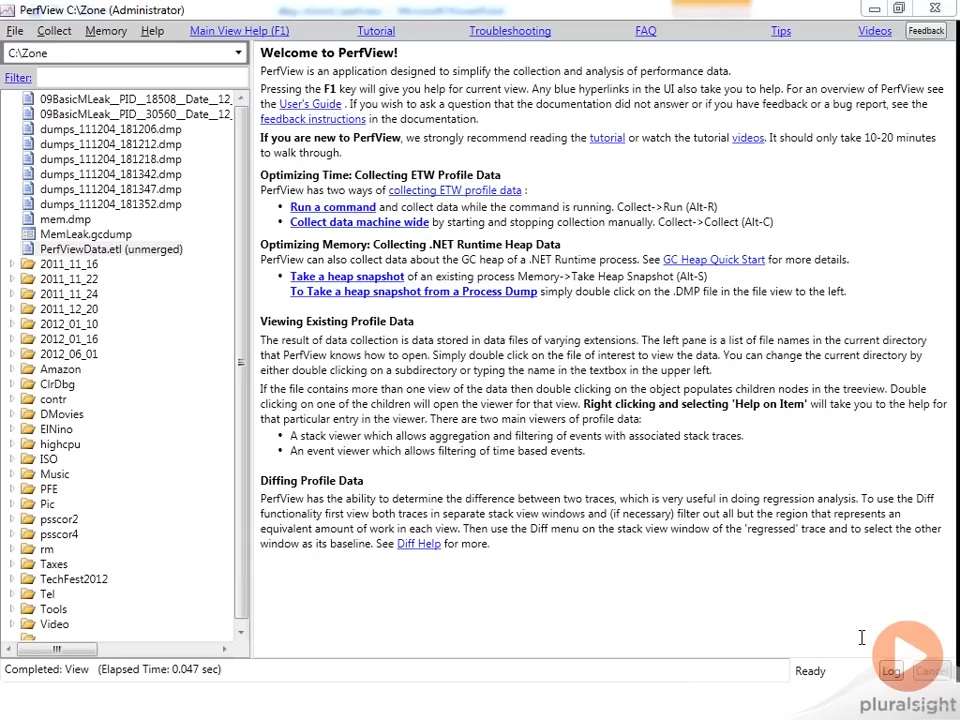 PerfView C:\Zone (Administrator)
File Collect Memory Help Main View Help (F1) Tutorial Troubleshooting FAQ Tips Videos Feedback
C:\Zone
Filter:
09BasicMLeak_PID_18508_Date_12_
09BasicMLeak_PID_30560_Date_12_
dumps_111204_181206.dmp
dumps_111204_181212.dmp
dumps_111204_181218.dmp
dumps_111204_181342.dmp
dumps_111204_181347.dmp
dumps_111204_181352.dmp
mem.dmp
MemLeak.gcdump
PerfViewData.etl (unmerged)
2011_11_16
2011_11_22
2011_11_24
2011_12_20
2012_01_10
2012_01_16
2012_06_01
Amazon
ClrDbg
contr
DMovies
ElNino
highcpu
ISO
Music
PFE
Pic
psscor2
psscor4
rm
Taxes
TechFest2012
Tel
Tools
Video
Welcome to PerfView!
PerfView is an application designed to simplify the collection and analysis of performance data.
Pressing the F1 key will give you help for current view. Any blue hyperlinks in the UI also take you to help. For an overview of PerfView see
the User's Guide . If you wish to ask a question that the documentation did not answer or if you have feedback or a bug report, see the
feedback instructions in the documentation.
If you are new to PerfView, we strongly recommend reading the tutorial or watch the tutorial videos. It should only take 10-20 minutes
to walk through.
Optimizing Time: Collecting ETW Profile Data
PerfView has two ways of collecting ETW profile data :
• Run a command and collect data while the command is running. Collect->Run (Alt-R)
• Collect data machine wide by starting and stopping collection manually. Collect->Collect (Alt-C)
Optimizing Memory: Collecting .NET Runtime Heap Data
PerfView can also collect data about the GC heap of a .NET Runtime process. See GC Heap Quick Start for more details.
• Take a heap snapshot of an existing process Memory->Take Heap Snapshot (Alt-S)
To Take a heap snapshot from a Process Dump simply double click on the .DMP file in the file view to the left.
Viewing Existing Profile Data
The result of data collection is data stored in data files of varying extensions. The left pane is a list of file names in the current directory
that PerfView knows how to open. Simply double click on the file of interest to view the data. You can change the current directory by
either double clicking on a subdirectory or typing the name in the textbox in the upper left.
If the file contains more than one view of the data then double clicking on the object populates children nodes in the treeview. Double
clicking on one of the children will open the viewer for that view. Right clicking and selecting 'Help on Item' will take you to the help for
that particular entry in the viewer. There are two main viewers of profile data:
• A stack viewer which allows aggregation and filtering of events with associated stack traces.
• An event viewer which allows filtering of time based events.
Diffing Profile Data
PerfView has the ability to determine the difference between two traces, which is very useful in doing regression analysis. To use the Diff
functionality first view both traces in separate stack view windows and (if necessary) filter out all but the region that represents an
equivalent amount of work in each view. Then use the Diff menu on the stack view window of the 'regressed' trace and to select the other
window as its baseline. See Diff Help for more.
Completed: View (Elapsed Time: 0.047 sec) Ready Log Cancel
pluralsight